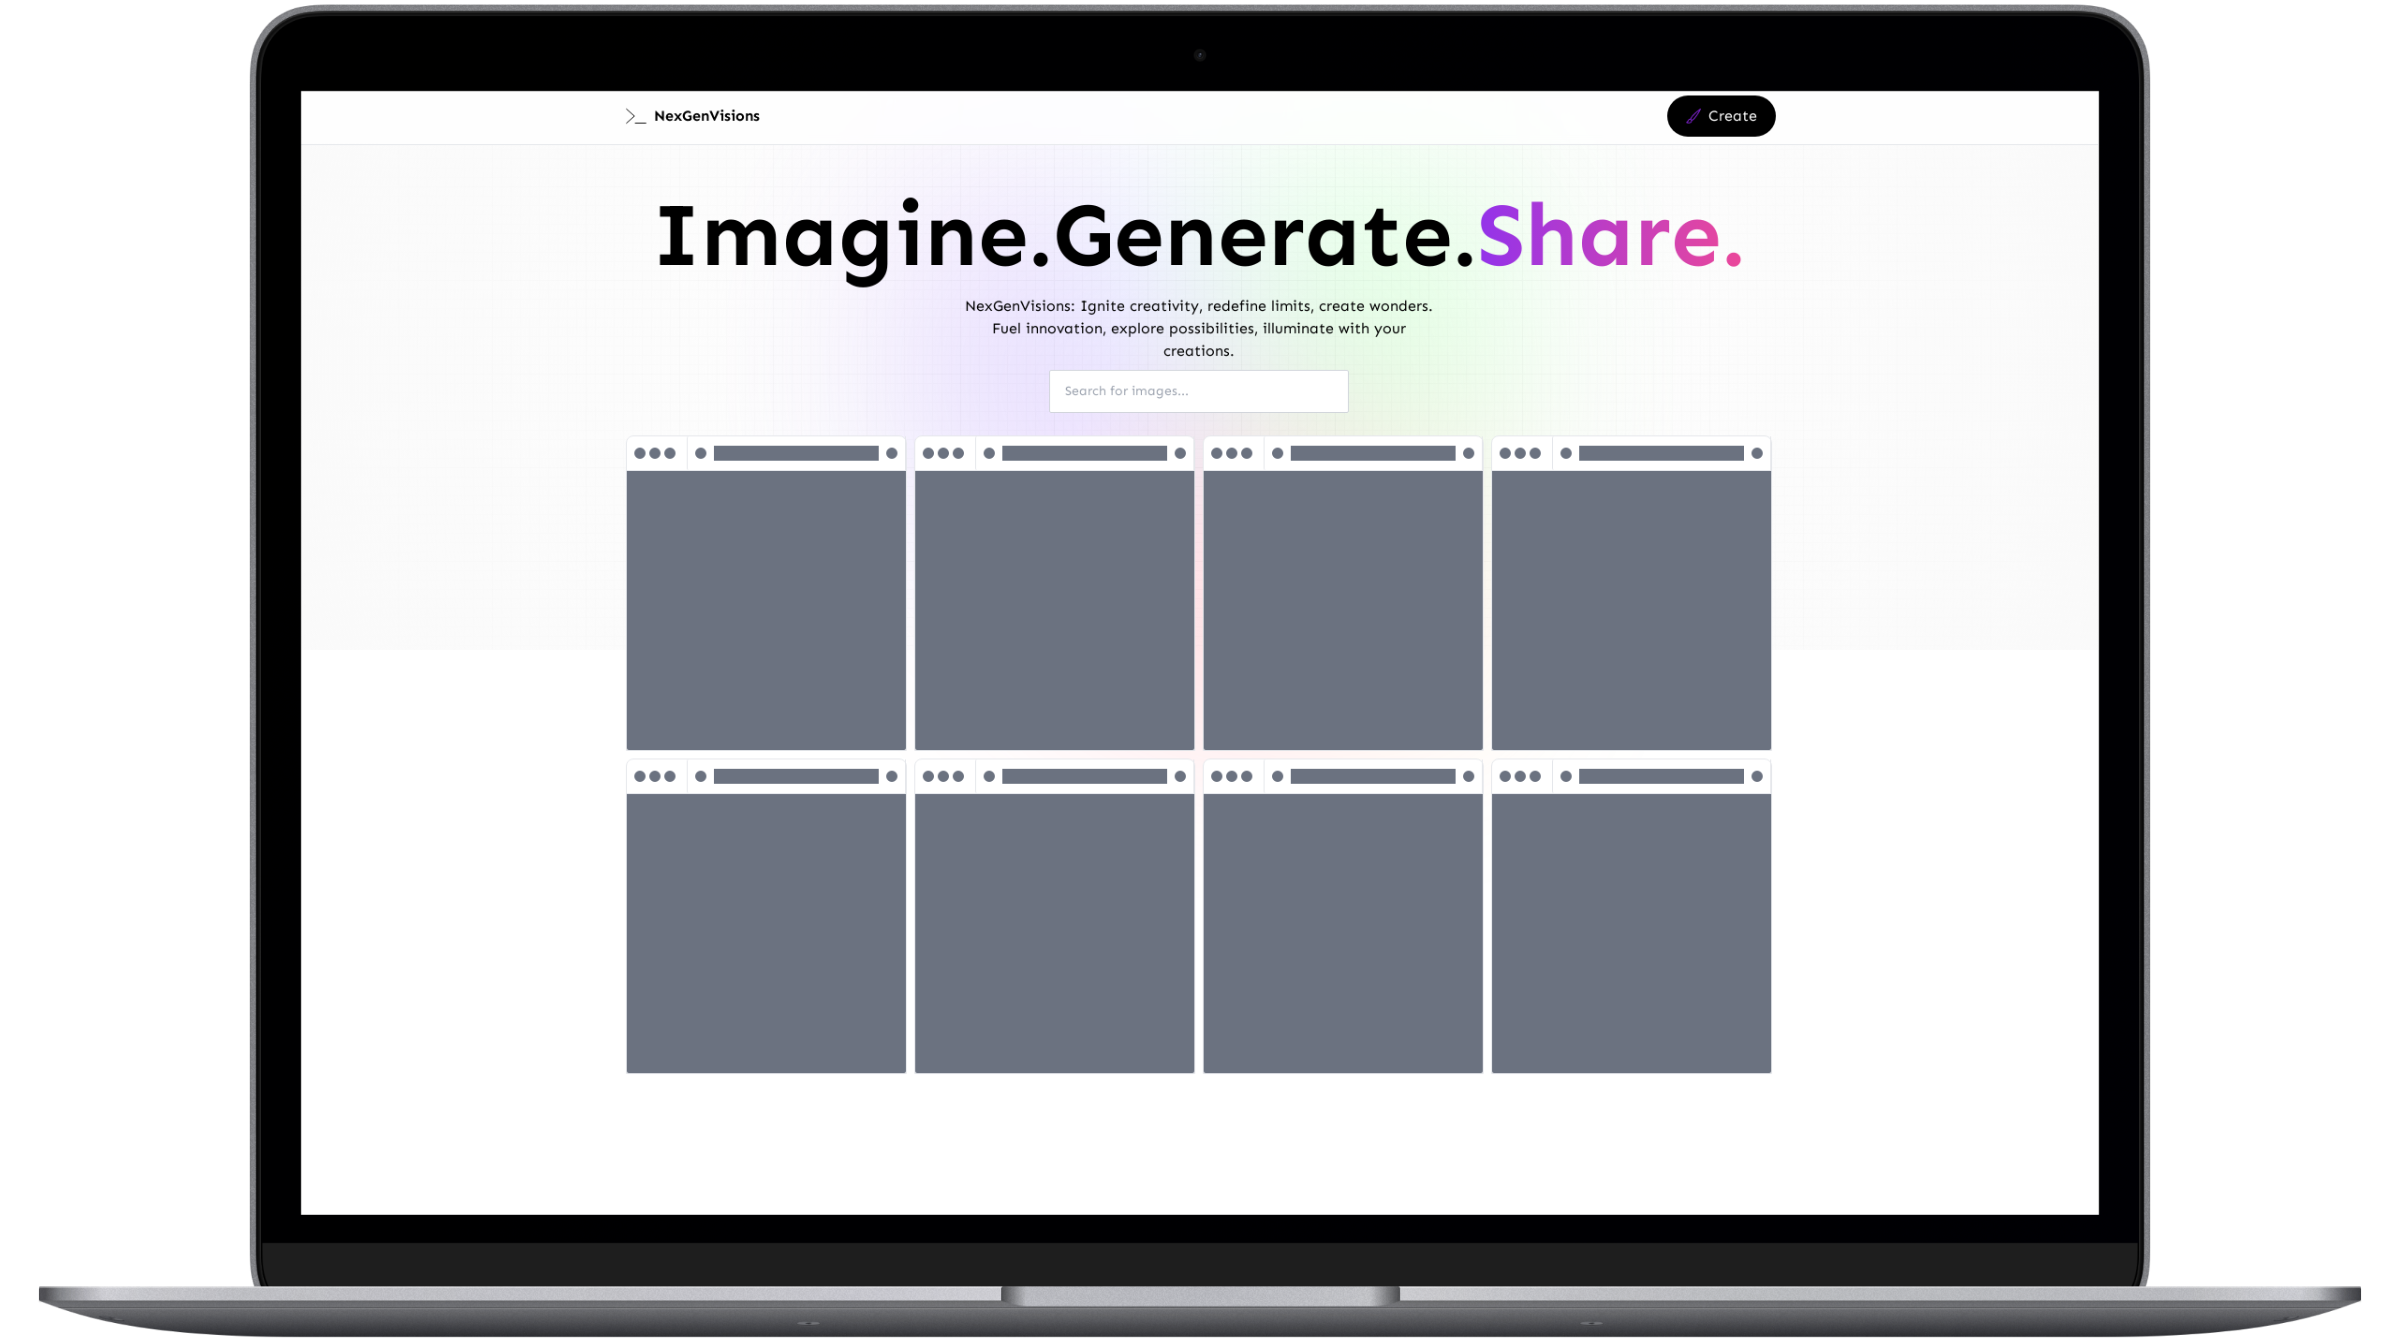 >_ NexGenVisions
Create
Imagine.Generate.Share.
NexGenVisions: Ignite creativity, redefine limits, create wonders.
Fuel innovation, explore possibilities, illuminate with your
creations.
Search for images...